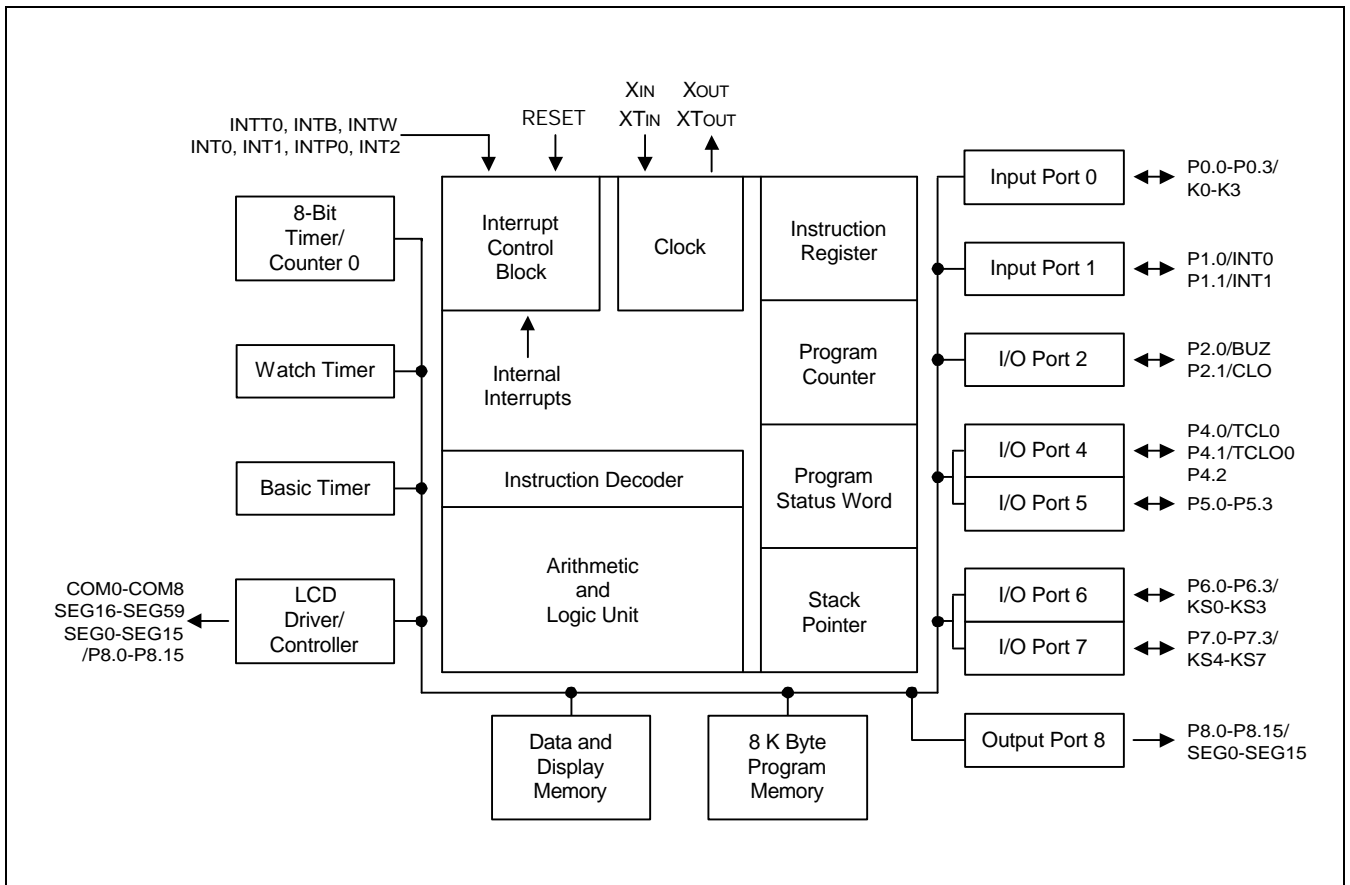 XIN XOUT
XTIN XTOUT
RESET
INTT0, INTB, INTW
INT0, INT1, INTP0, INT2
8-Bit
Timer/
Counter 0
Watch Timer
Basic Timer
COM0-COM8
SEG16-SEG59
SEG0-SEG15
/P8.0-P8.15
LCD
Driver/
Controller
Interrupt
Control
Block
Clock
Internal
Interrupts
Instruction Decoder
Arithmetic
and
Logic Unit
Instruction
Register
Program
Counter
Program
Status Word
Stack
Pointer
Data and
Display
Memory
8 K Byte
Program
Memory
Input Port 0
P0.0-P0.3/
K0-K3
Input Port 1
P1.0/INT0
P1.1/INT1
I/O Port 2
P2.0/BUZ
P2.1/CLO
I/O Port 4
P4.0/TCL0
P4.1/TCLO0
P4.2
I/O Port 5
P5.0-P5.3
I/O Port 6
P6.0-P6.3/
KS0-KS3
I/O Port 7
P7.0-P7.3/
KS4-KS7
Output Port 8
P8.0-P8.15/
SEG0-SEG15